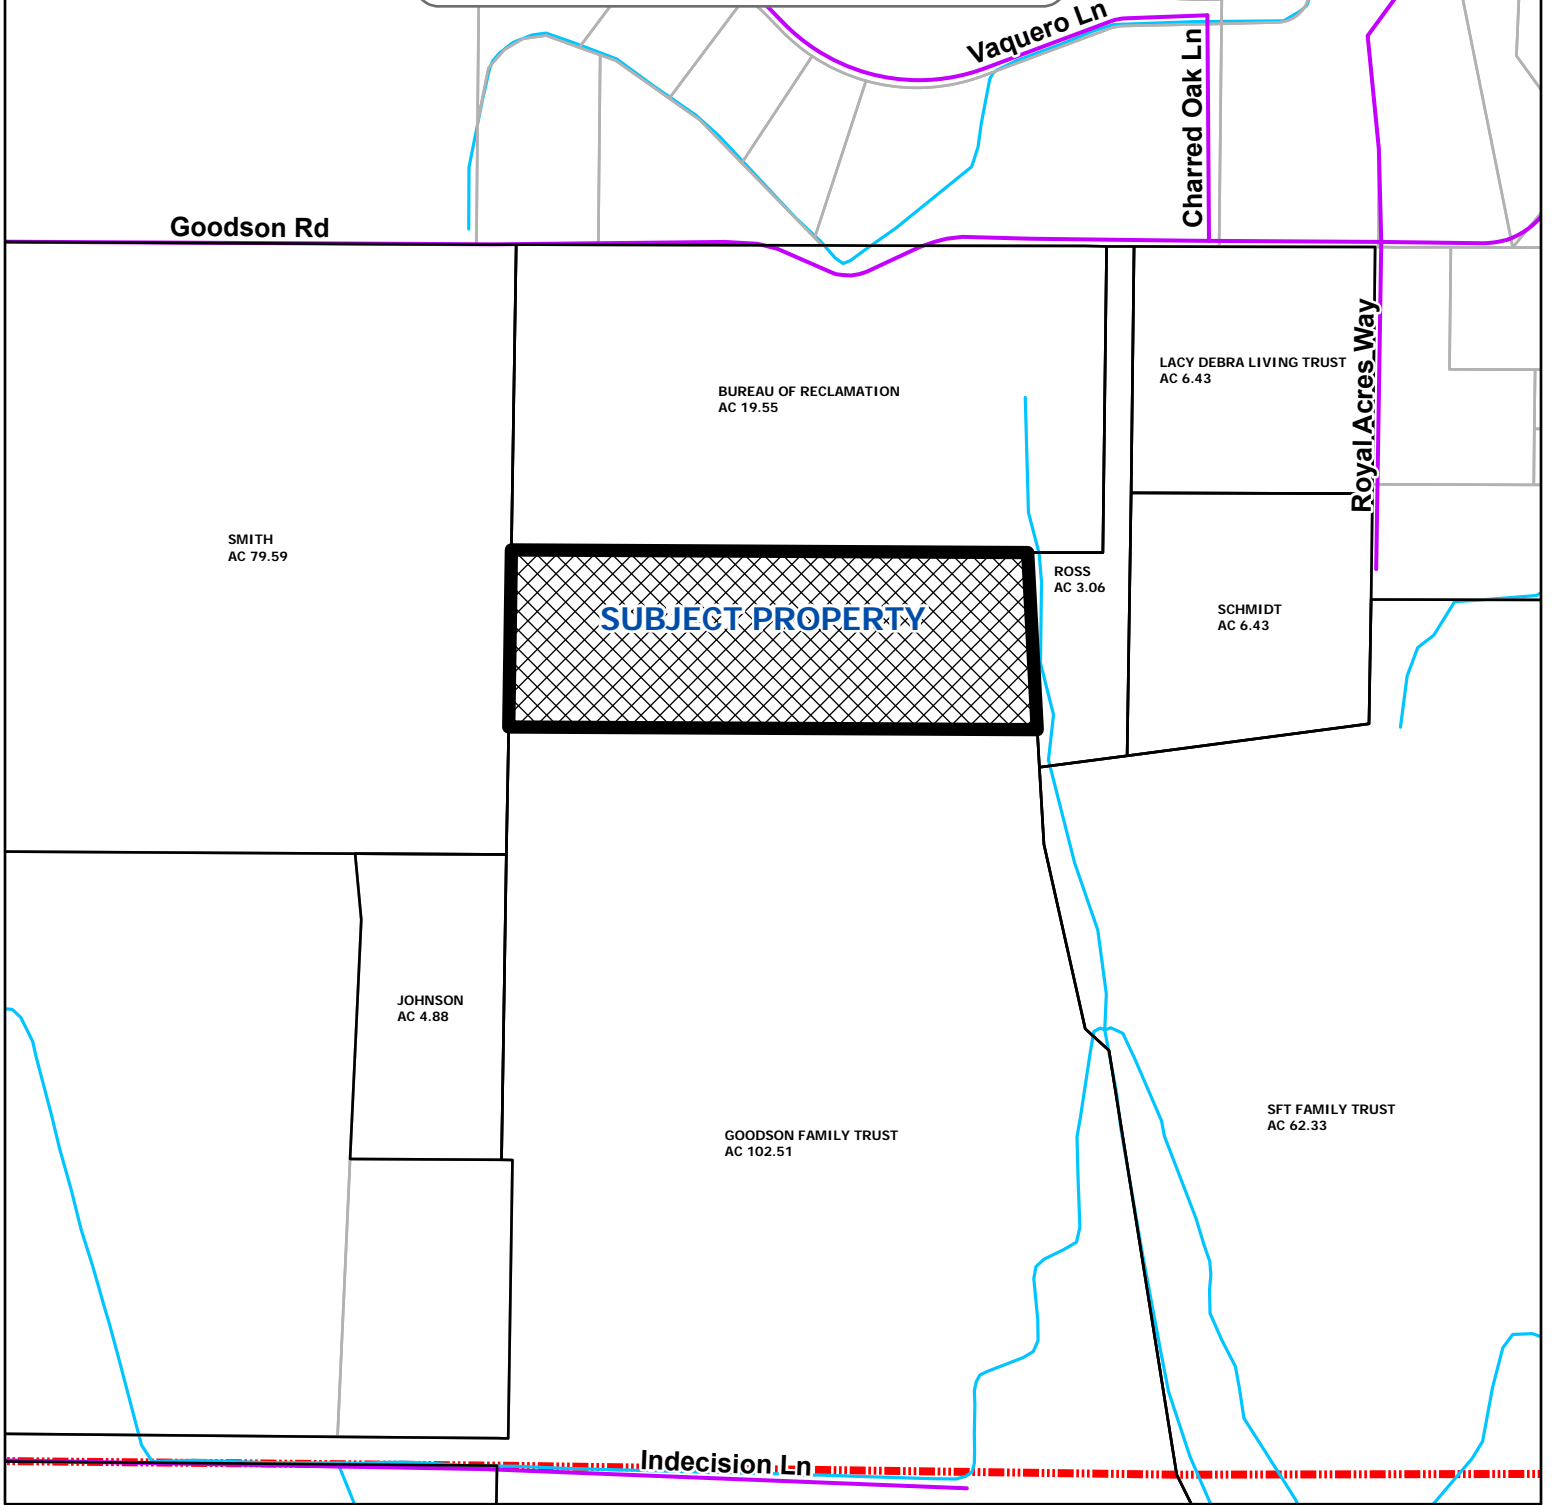 Vaquero Ln
Charred Oak Ln
Goodson Rd
LACY DEBRA LIVING TRUST
AC 6.43
Royal Acres Way
BUREAU OF RECLAMATION
AC 19.55
SMITH
AC 79.59
ROSS
AC 3.06
SCHMIDT
AC 6.43
SUBJECT PROPERTY
JOHNSON
AC 4.88
GOODSON FAMILY TRUST
AC 102.51
SFT FAMILY TRUST
AC 62.33
Indecision Ln